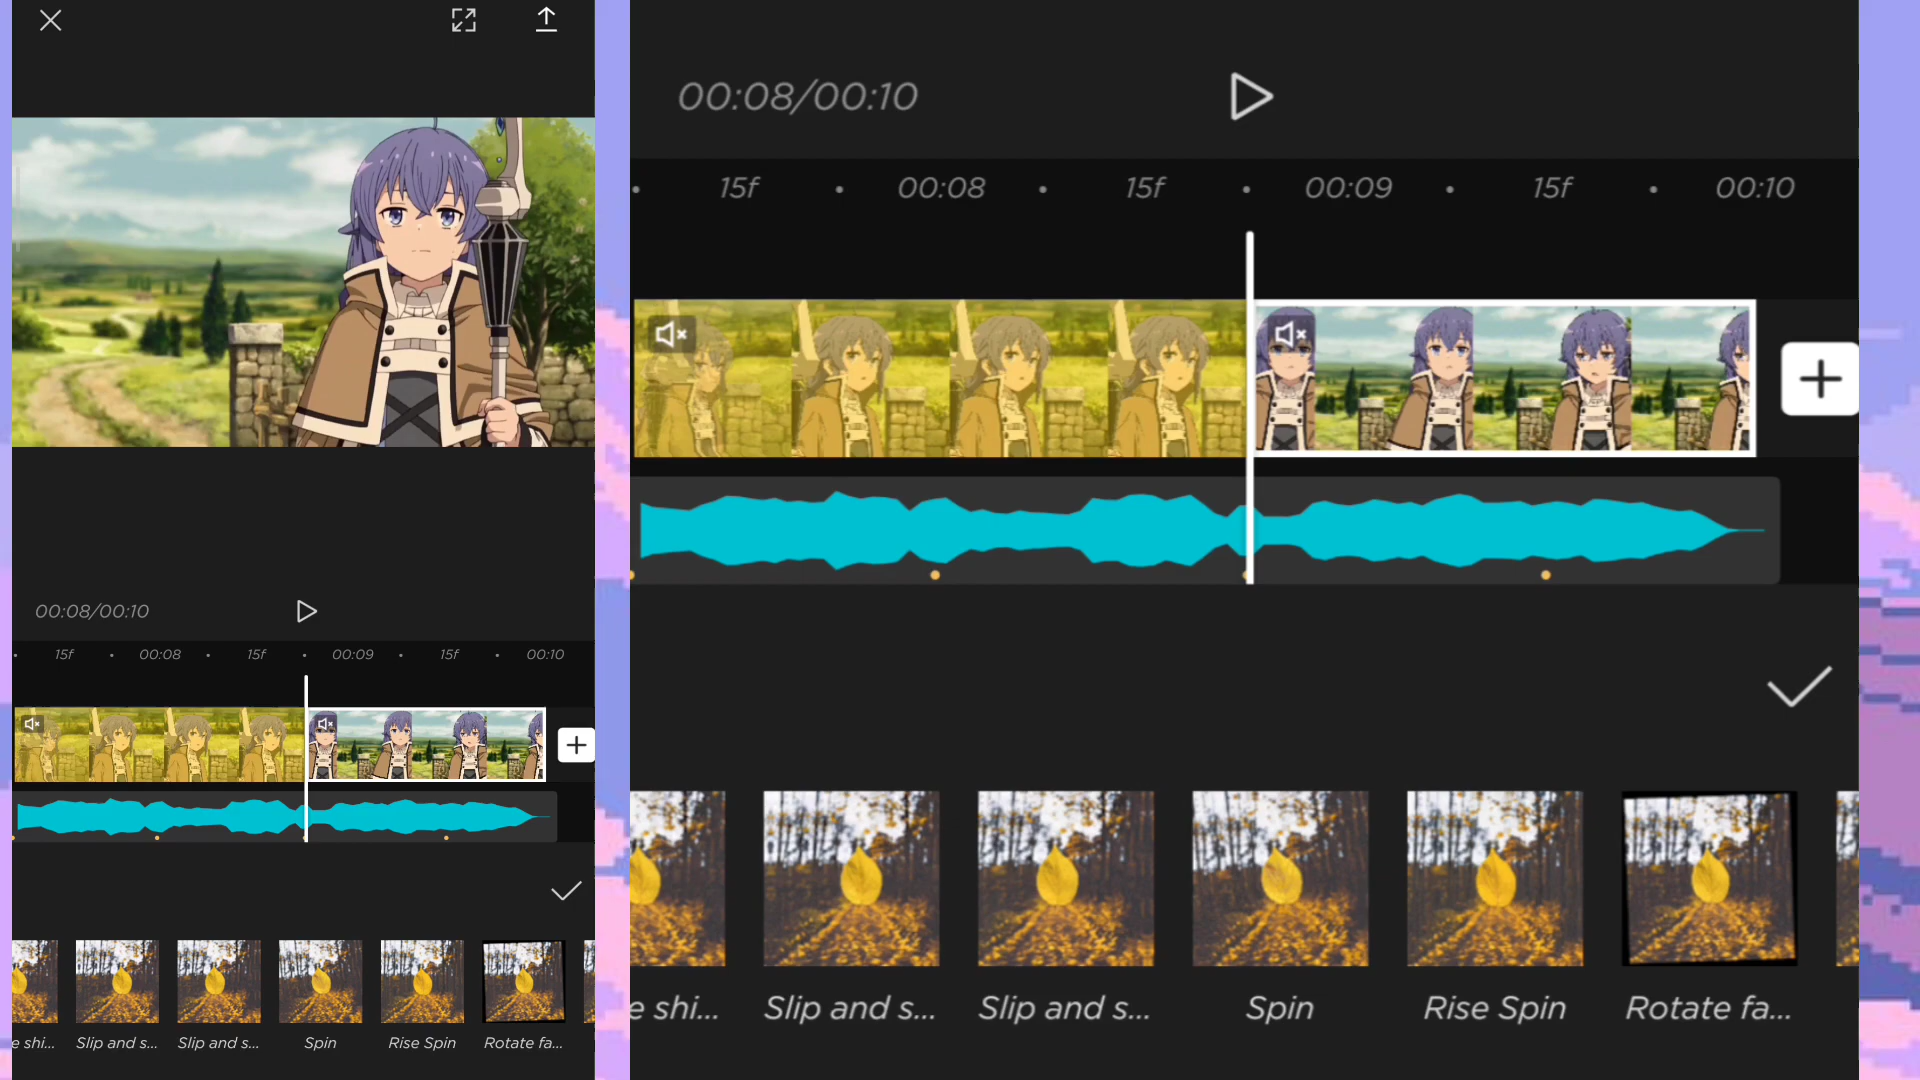 00:08/00:10
15f
00:08
15f
00:09
15f
00:10
e shi...
Slip and s...
Slip and s...
Spin
Rise Spin
Rotate fa...
00:08/00:10
15f
00:08
15f
00:09
15f
00:10
e shi...
Slip and s...
Slip and s...
Spin
Rise Spin
Rotate fa...